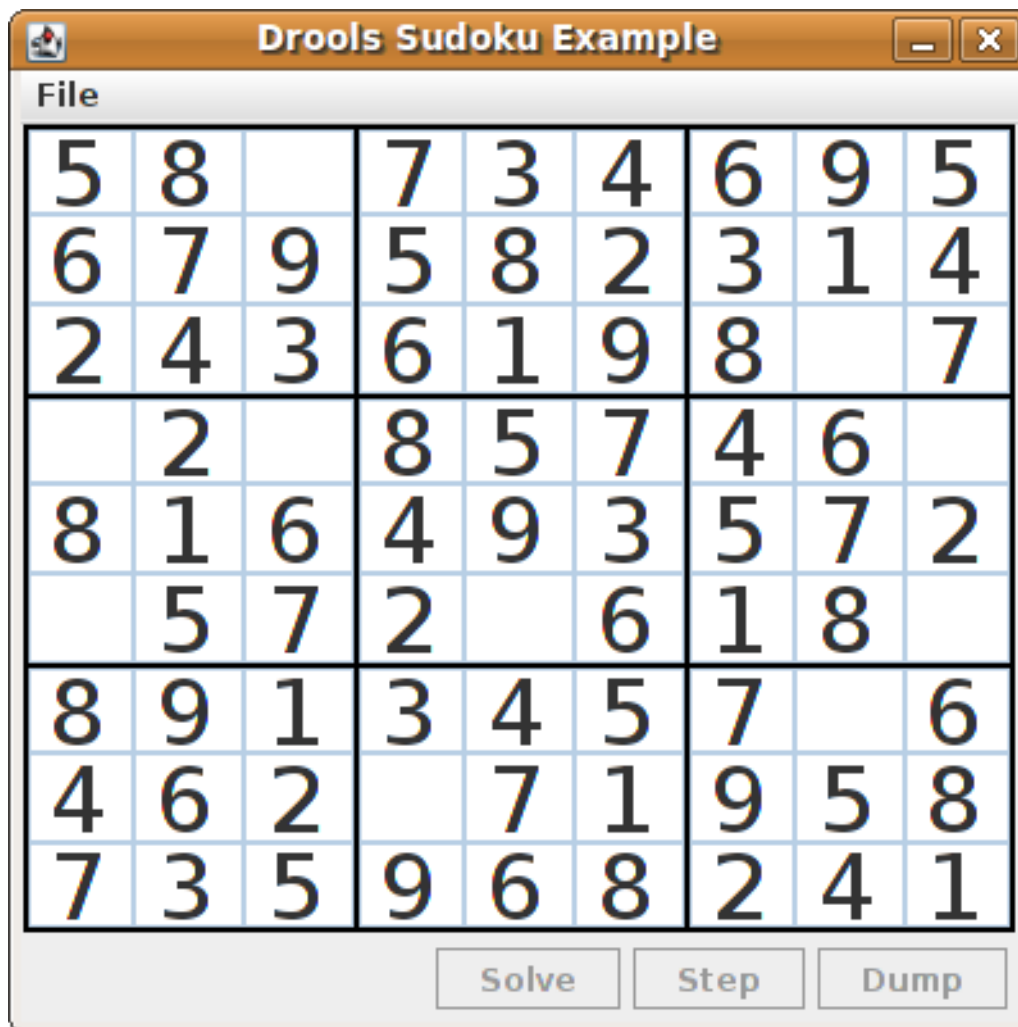 Drools Sudoku Example
File
5 8 7 3 4 6 9 5
6 7 9 5 8 2 3 1 4
2 4 3 6 1 9 8 7
2 8 5 7 4 6
8 1 6 4 9 3 5 7 2
5 7 2 6 1 8
8 9 1 3 4 5 7 6
4 6 2 7 1 9 5 8
7 3 5 9 6 8 2 4 1
Solve Step Dump